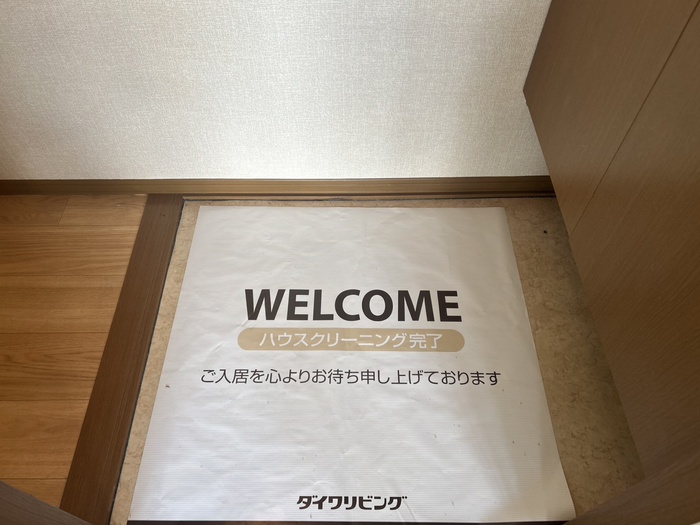 WELCOME
ハウスクリーニング完了
ご入居を心よりお待ち申し上げております
ダイワリビング